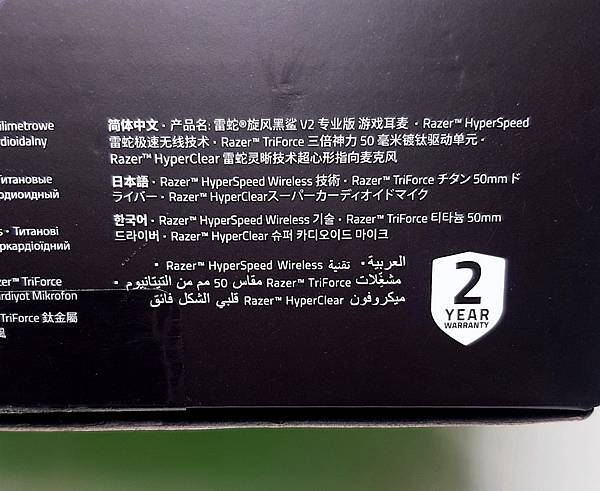 ilimetrowe
rdioidalny
Титановые
одиоидный
s · Титанові
ркардіоїдний
zer™ TriForce
ardiyot Mikrofon
TriForce 鈦金屬
風
简体中文 · 产品名: 雷蛇®旋风黑鲨 V2 专业版 游戏耳麦 · Razer™ HyperSpeed
雷蛇极速无线技术 · Razer™ TriForce 三倍神力 50 毫米镀钛驱动单元 ·
Razer™ HyperClear 雷蛇灵晰技术超心形指向麦克风
日本語 · Razer™ HyperSpeed Wireless 技術 · Razer™ TriForce チタン 50mm ド
ライバー · Razer™ HyperClearスーパーカーディオイドマイク
한국어 · Razer™ HyperSpeed Wireless 기술 · Razer™ TriForce 티타늄 50mm
드라이버 · Razer™ HyperClear 슈퍼 카디오이드 마이크
العربية · تقنية Razer™ HyperSpeed Wireless ·
مشغّلات Razer™ TriForce مقاس 50 مم من التيتانيوم ·
ميكروفون Razer™ HyperClear قلبي الشكل فائق
2
YEAR
WARRANTY